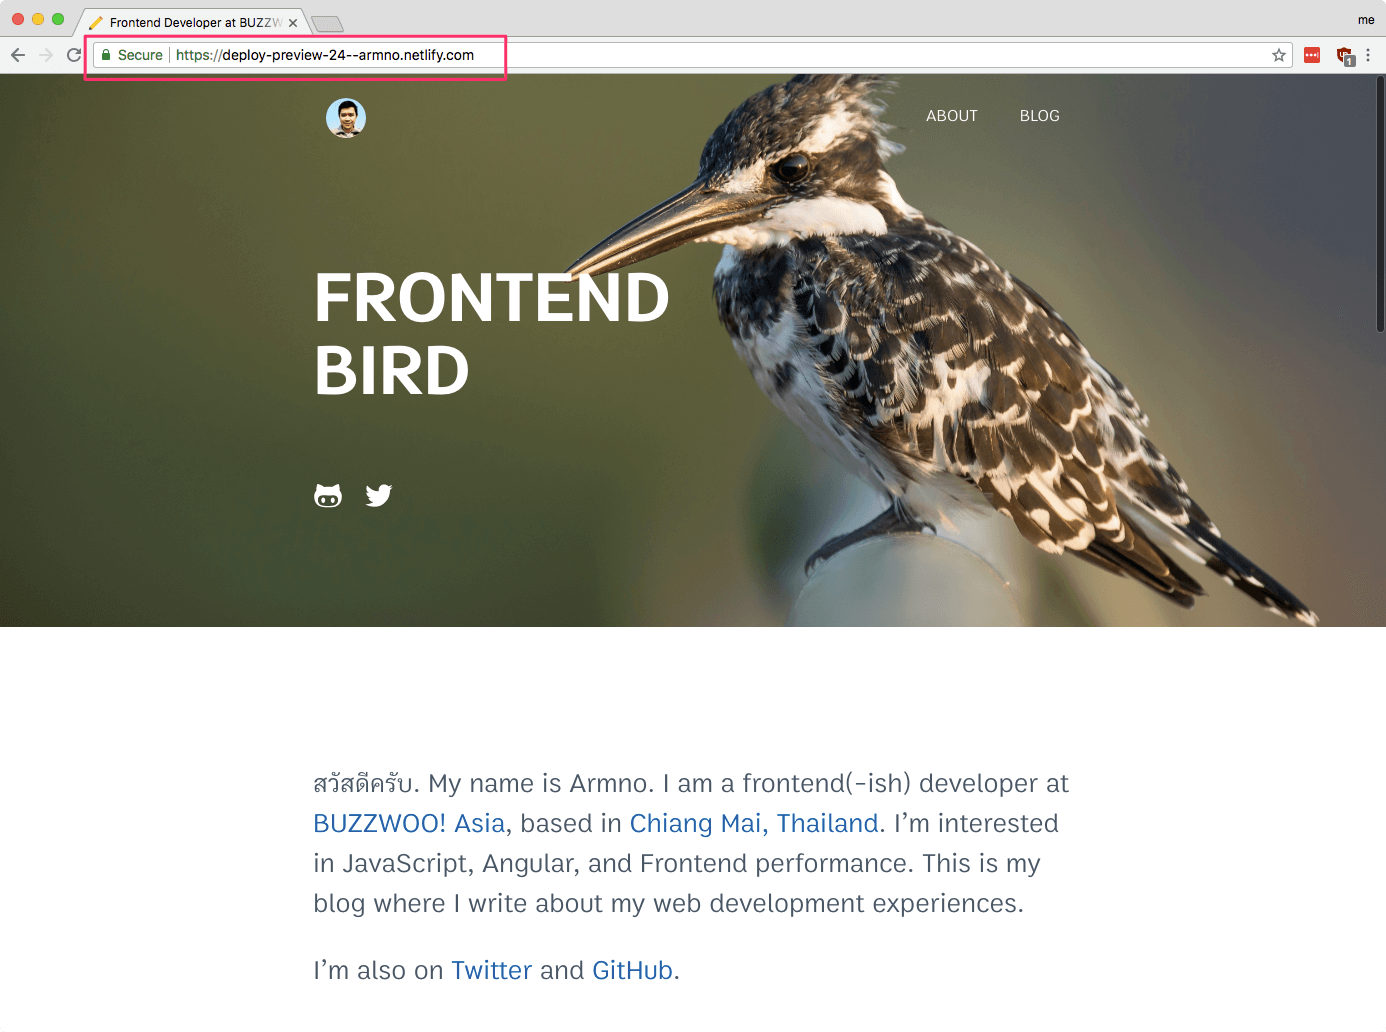 Frontend Developer at BUZZW
me
Secure
https://deploy-preview-24--armno.netlify.com
1
ABOUT
BLOG
FRONTEND
BIRD
สวัสดีครับ. My name is Armno. I am a frontend(-ish) developer at
BUZZWOO! Asia, based in Chiang Mai, Thailand. I’m interested
in JavaScript, Angular, and Frontend performance. This is my
blog where I write about my web development experiences.
I’m also on Twitter and GitHub.